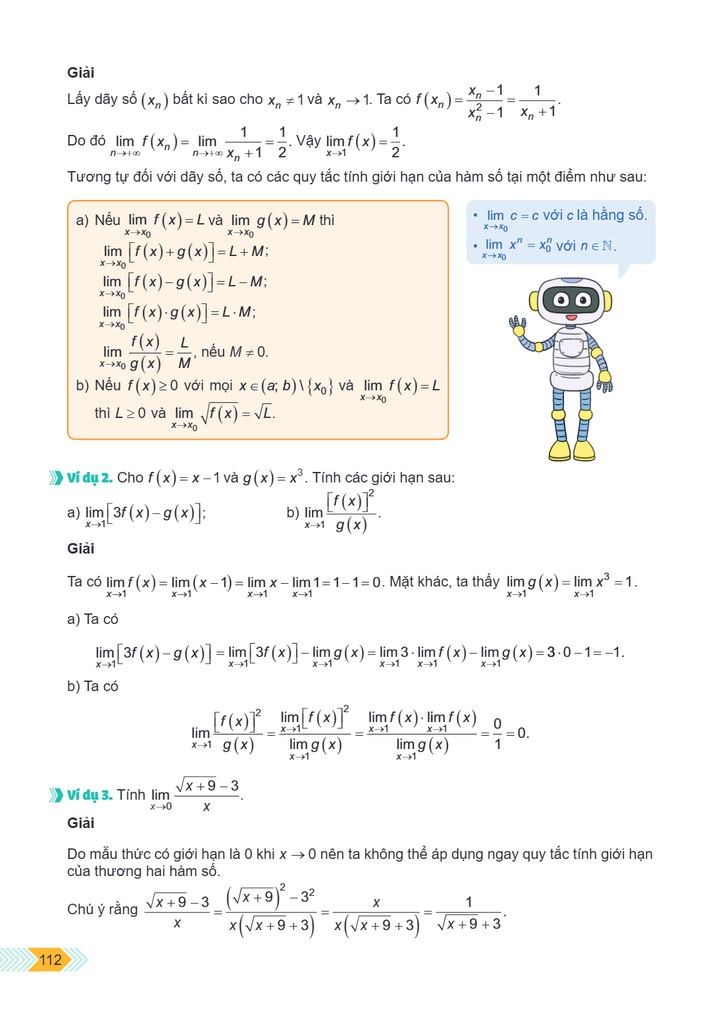 Giải
Lấy dãy số (xₙ) bất kì sao cho xₙ ≠ 1 và xₙ → 1. Ta có f(xₙ) = (xₙ − 1)/(xₙ² − 1) = 1/(xₙ + 1).
Do đó lim_{n→+∞} f(xₙ) = lim_{n→+∞} 1/(xₙ + 1) = 1/2. Vậy lim_{x→1} f(x) = 1/2.
Tương tự đối với dãy số, ta có các quy tắc tính giới hạn của hàm số tại một điểm như sau:
a) Nếu lim_{x→x₀} f(x) = L và lim_{x→x₀} g(x) = M thì
lim_{x→x₀} [f(x) + g(x)] = L + M;
lim_{x→x₀} [f(x) − g(x)] = L − M;
lim_{x→x₀} [f(x) · g(x)] = L · M;
lim_{x→x₀} f(x)/g(x) = L/M, nếu M ≠ 0.
b) Nếu f(x) ≥ 0 với mọi x ∈ (a; b) \ {x₀} và lim_{x→x₀} f(x) = L
thì L ≥ 0 và lim_{x→x₀} √f(x) = √L.
• lim_{x→x₀} c = c với c là hằng số.
• lim_{x→x₀} xⁿ = x₀ⁿ với n ∈ ℕ.
Ví dụ 2. Cho f(x) = x − 1 và g(x) = x³. Tính các giới hạn sau:
a) lim_{x→1} [3f(x) − g(x)]; b) lim_{x→1} [f(x)]²/g(x).
Giải
Ta có lim_{x→1} f(x) = lim_{x→1} (x − 1) = lim_{x→1} x − lim_{x→1} 1 = 1 − 1 = 0. Mặt khác, ta thấy lim_{x→1} g(x) = lim_{x→1} x³ = 1.
a) Ta có
lim_{x→1} [3f(x) − g(x)] = lim_{x→1} [3f(x)] − lim_{x→1} g(x) = lim_{x→1} 3 · lim_{x→1} f(x) − lim_{x→1} g(x) = 3 · 0 − 1 = −1.
b) Ta có
lim_{x→1} [f(x)]²/g(x) = lim_{x→1} [f(x)]² / lim_{x→1} g(x) = (lim_{x→1} f(x) · lim_{x→1} f(x)) / lim_{x→1} g(x) = 0/1 = 0.
Ví dụ 3. Tính lim_{x→0} (√(x + 9) − 3)/x.
Giải
Do mẫu thức có giới hạn là 0 khi x → 0 nên ta không thể áp dụng ngay quy tắc tính giới hạn
của thương hai hàm số.
Chú ý rằng (√(x + 9) − 3)/x = ((√(x + 9))² − 3²)/(x(√(x + 9) + 3)) = x/(x(√(x + 9) + 3)) = 1/(√(x + 9) + 3).
112